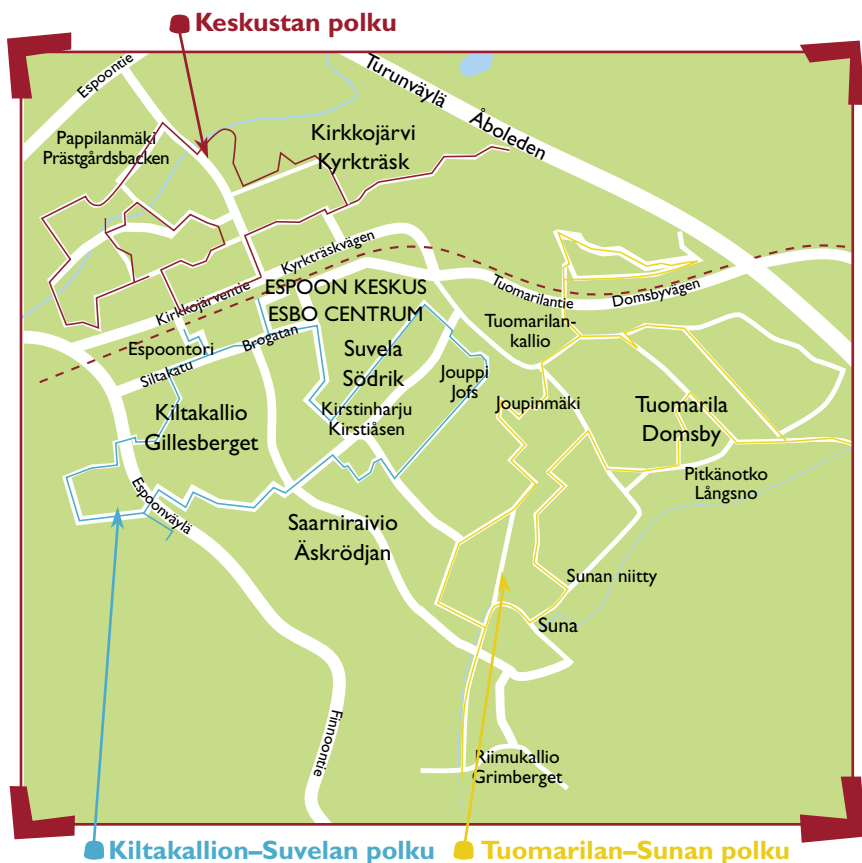 Keskustan polku
Espoontie
Turunväylä
Åboleden
Pappilanmäki
Prästgårdsbacken
Kirkkojärvi
Kyrkträsk
Kyrkträskvägen
Kirkkojärventie
ESPOON KESKUS
ESBO CENTRUM
Tuomarilantie
Domsbyvägen
Tuomarilan-
kallio
Espoontori
Brogatan
Siltakatu
Suvela
Södrik
Jouppi
Jofs
Kirstinharju
Kirstiåsen
Joupinmäki
Tuomarila
Domsby
Kiltakallio
Gillesberget
Pitkänotko
Långsno
Espoonväylä
Saarniraivio
Äskrödjan
Sunan niitty
Suna
Finnoontie
Riimukallio
Grimberget
Kiltakallion–Suvelan polku
Tuomarilan–Sunan polku